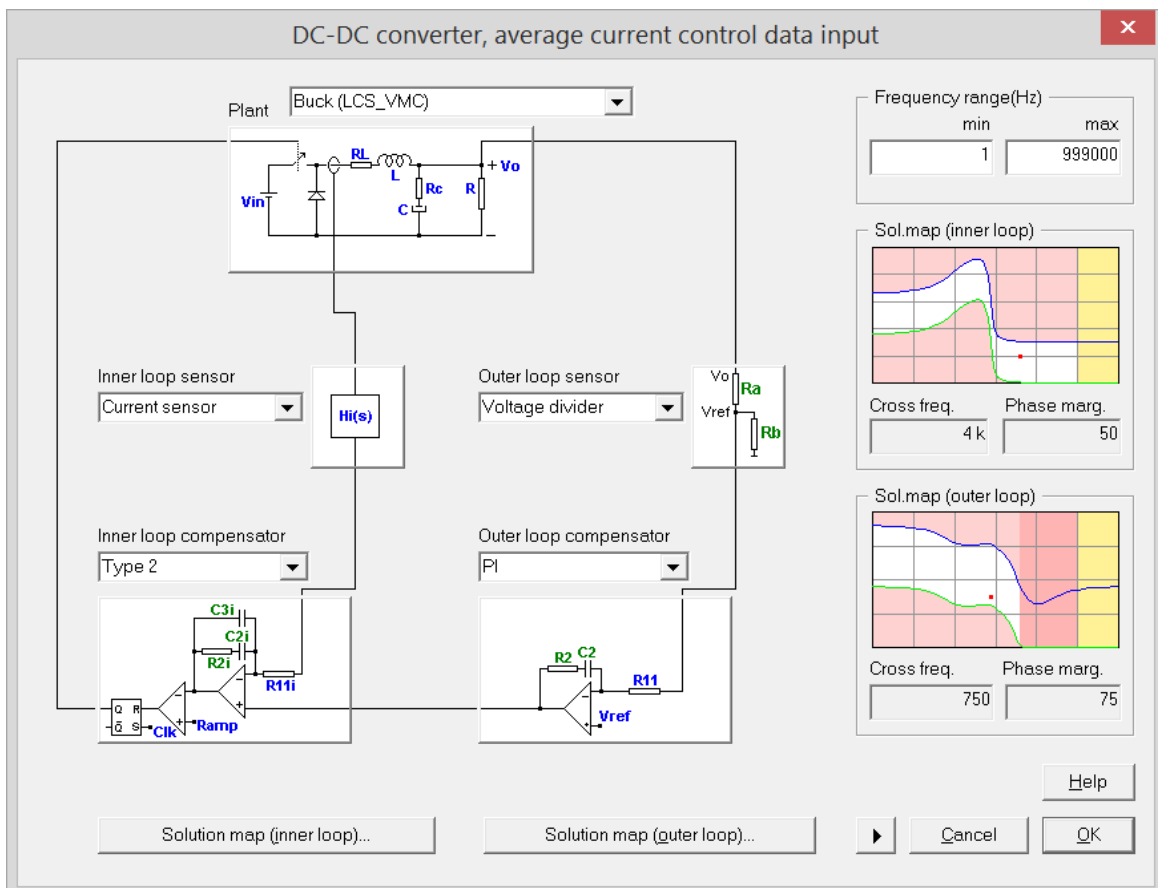 DC-DC converter, average current control data input
x
Plant
Buck (LCS_VMC)
RL
L
+ Vo
Vin
Rc
R
C
−
Frequency range(Hz)
min max
1 999000
Sol.map (inner loop)
Cross freq. Phase marg.
4 k 50
Inner loop sensor
Current sensor
Hi(s)
Outer loop sensor
Voltage divider
Vo
Ra
Vref
Rb
Sol.map (outer loop)
Cross freq. Phase marg.
750 75
Inner loop compensator
Type 2
C3i
C2i
R2i
R11i
Q R
Q̅ S
Clk
Ramp
−
+
−
+
Outer loop compensator
PI
R2 C2
R11
−
+
Vref
Help
Solution map (inner loop)...
Solution map (outer loop)...
Cancel
OK